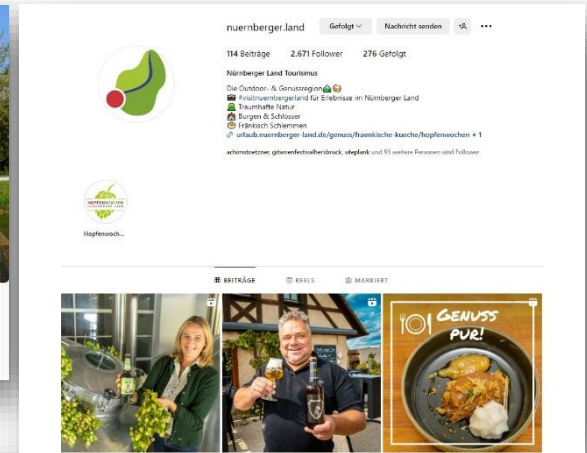 nuernberger.land
Gefolgt
Nachricht senden
114 Beiträge 2.671 Follower 276 Gefolgt
Nürnberger Land Tourismus
Die Outdoor- & Genussregion
#visitnuernbergerland für Erlebnisse im Nürnberger Land
Traumhafte Natur
Burgen & Schlösser
Fränkisch Schlemmen
urlaub.nuernberger-land.de/genuss/fraenkische-kueche/hopfenwochen + 1
achimstoetzner, gitarrenfestivalhersbruck, uteplank und 93 weitere Personen sind Follower
HOPFENWOCHEN
Hopfenwoch...
BEITRÄGE REELS MARKIERT
GENUSS
PUR!